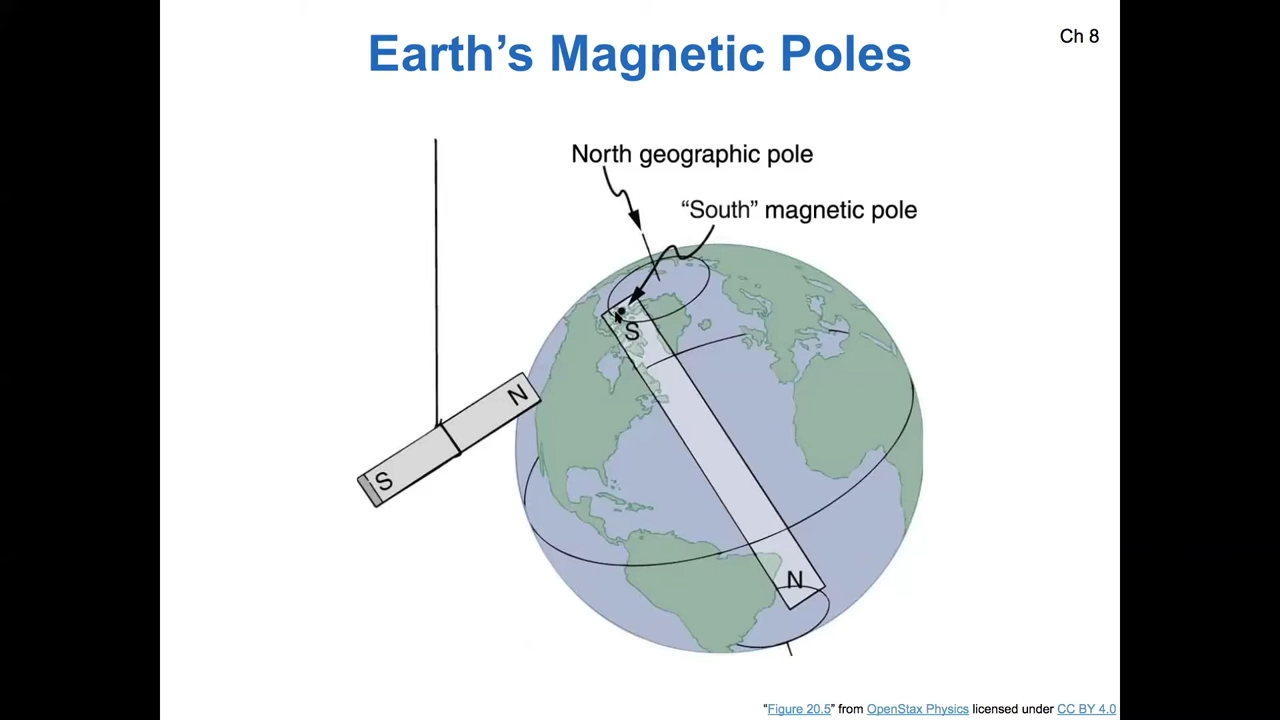 Earth’s Magnetic Poles
Ch 8
North geographic pole
“South” magnetic pole
S
N
S
N
“Figure 20.5” from OpenStax Physics licensed under CC BY 4.0